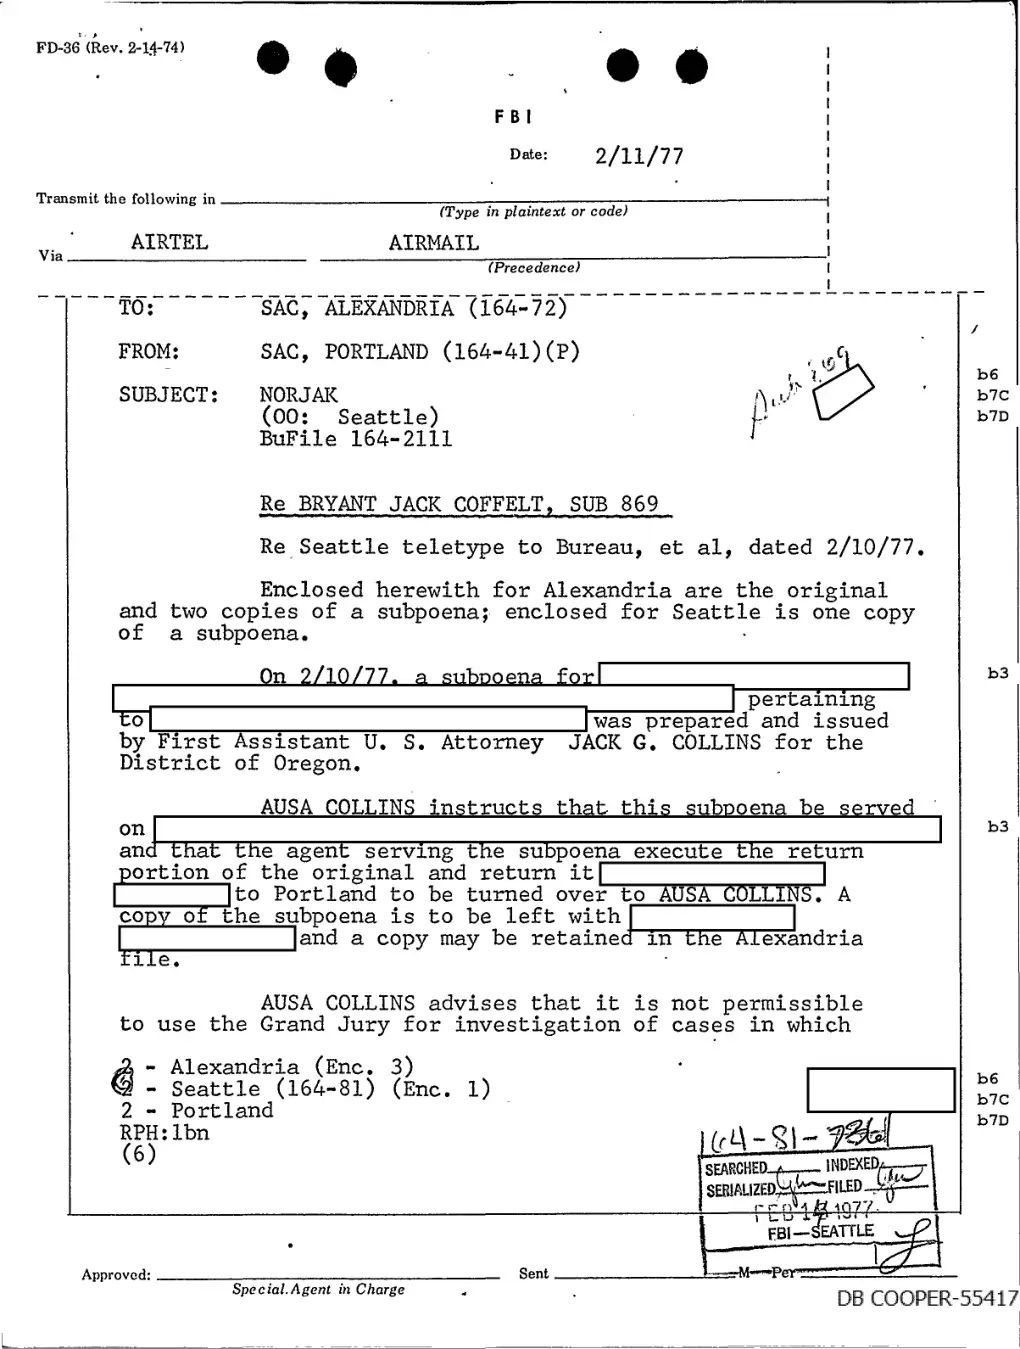 FD-36 (Rev. 2-14-74)
FBI
Date: 2/11/77
Transmit the following in
(Type in plaintext or code)
Via AIRTEL AIRMAIL
(Precedence)
TO: SAC, ALEXANDRIA (164-72)
FROM: SAC, PORTLAND (164-41)(P)
SUBJECT: NORJAK
(OO: Seattle)
BuFile 164-2111
b6
b7C
b7D
Re BRYANT JACK COFFELT, SUB 869
Re Seattle teletype to Bureau, et al, dated 2/10/77.
Enclosed herewith for Alexandria are the original
and two copies of a subpoena; enclosed for Seattle is one copy
of a subpoena.
On 2/10/77, a subpoena for b3
pertaining
to was prepared and issued
by First Assistant U. S. Attorney JACK G. COLLINS for the
District of Oregon.
AUSA COLLINS instructs that this subpoena be served
on b3
and that the agent serving the subpoena execute the return
portion of the original and return it
to Portland to be turned over to AUSA COLLINS. A
copy of the subpoena is to be left with
and a copy may be retained in the Alexandria
file.
AUSA COLLINS advises that it is not permissible
to use the Grand Jury for investigation of cases in which
2 - Alexandria (Enc. 3)
2 - Seattle (164-81) (Enc. 1)
2 - Portland
RPH:lbn
(6)
b6
b7C
b7D
164-81-7361
SEARCHED INDEXED
SERIALIZED FILED
FEB 1977
FBI—SEATTLE
Approved: Sent M Per
Special Agent in Charge
DB COOPER-55417